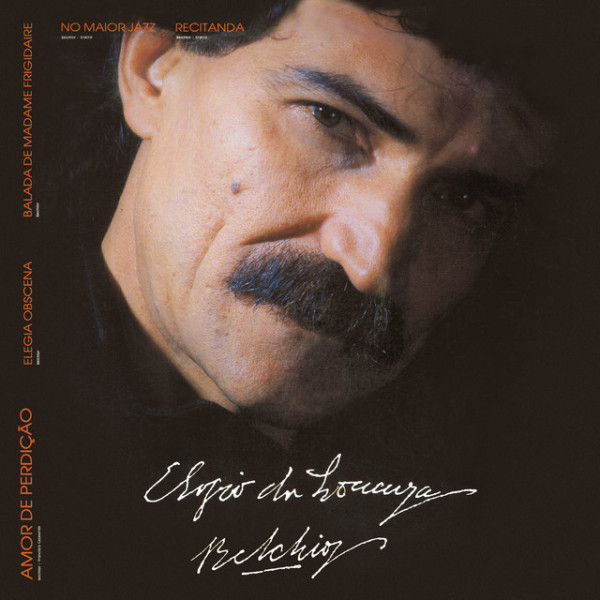 NO MAIOR JAZZ
RECITANDA
BALADA DE MADAME FRIGIDAIRE
ELEGIA OBSCENA
AMOR DE PERDIÇÃO
Elogio da Loucura
Belchior